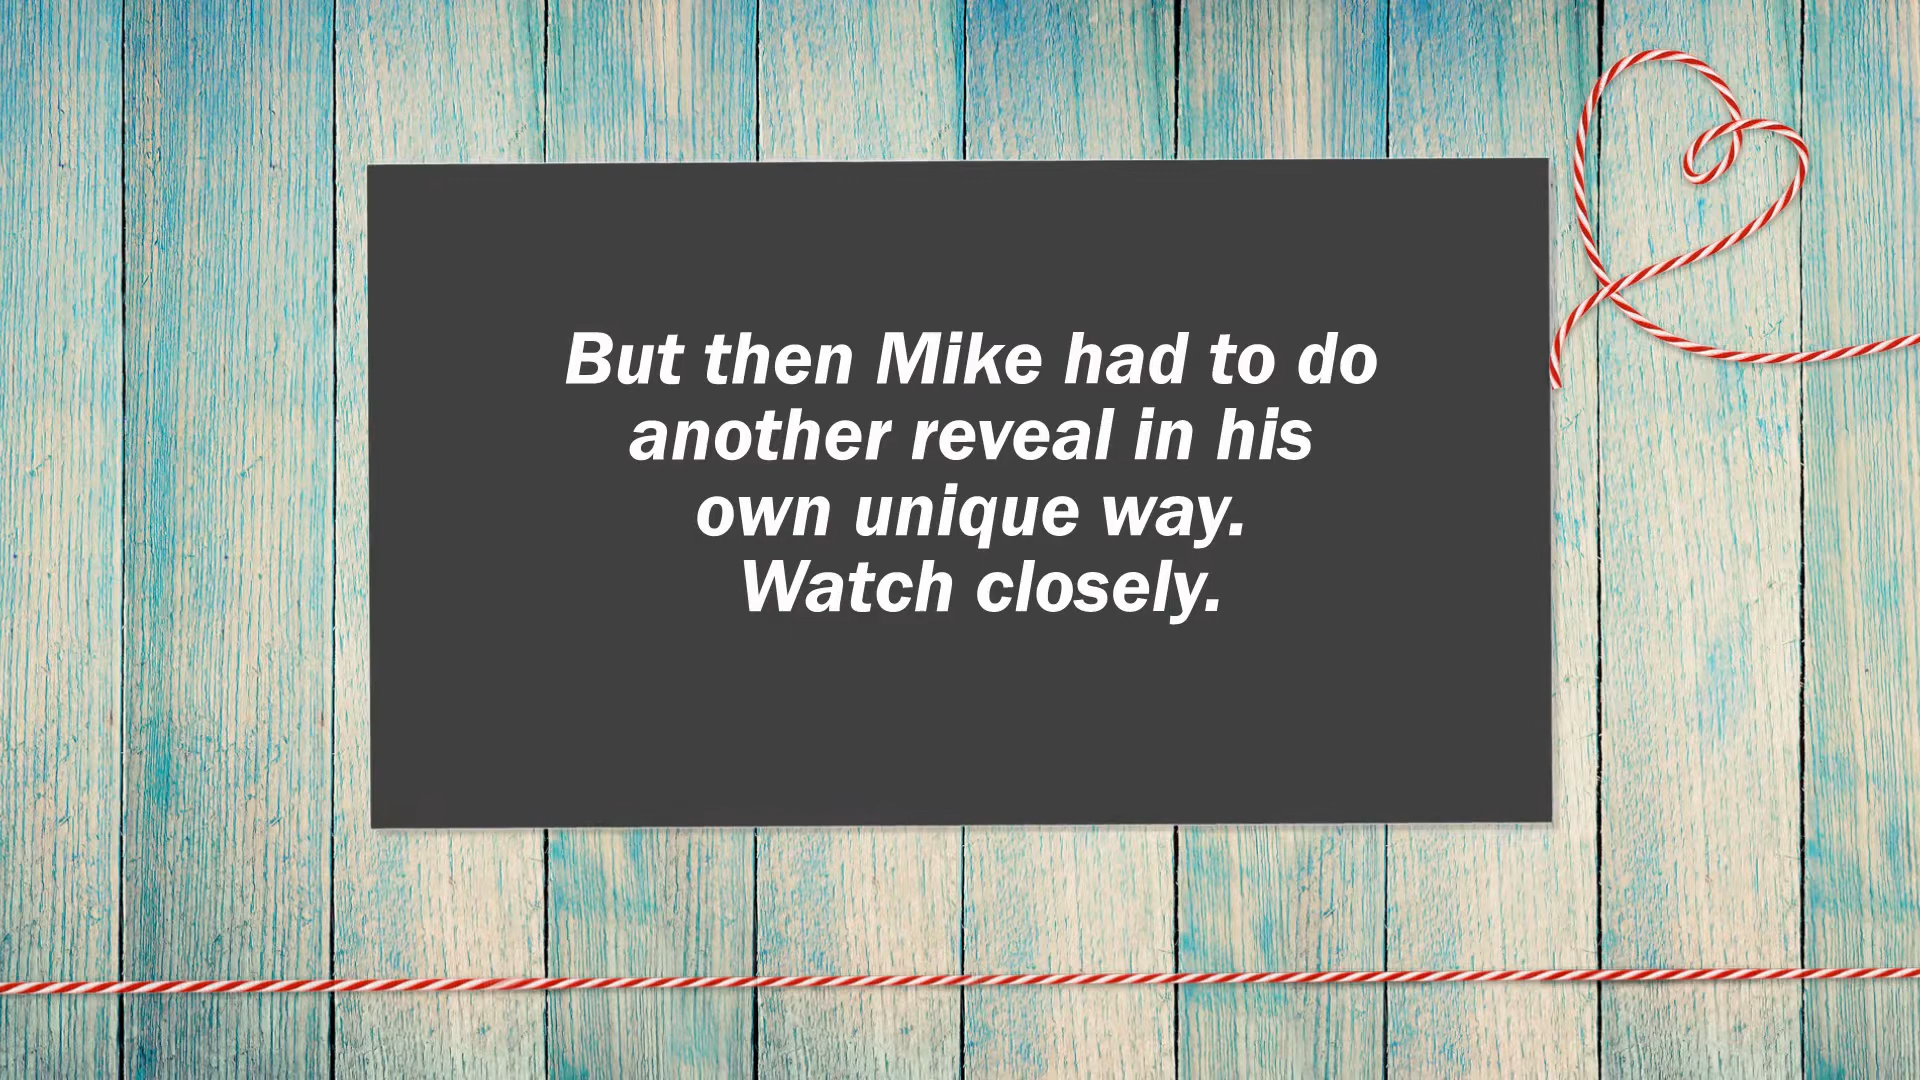 But then Mike had to do
another reveal in his
own unique way.
Watch closely.